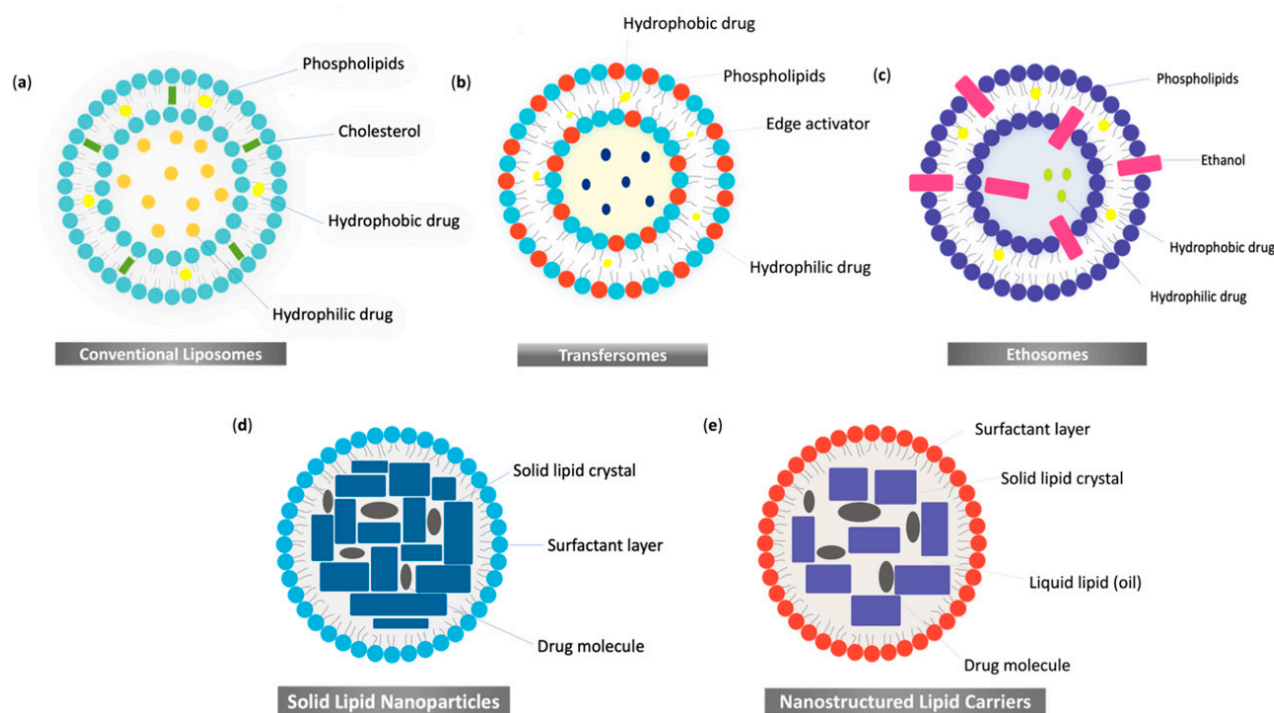 (a)
Phospholipids
Cholesterol
Hydrophobic drug
Hydrophilic drug
Conventional Liposomes
(b)
Hydrophobic drug
Phospholipids
Edge activator
Hydrophilic drug
Transfersomes
(c)
Phospholipids
Ethanol
Hydrophobic drug
Hydrophilic drug
Ethosomes
(d)
Solid lipid crystal
Surfactant layer
Drug molecule
Solid Lipid Nanoparticles
(e)
Surfactant layer
Solid lipid crystal
Liquid lipid (oil)
Drug molecule
Nanostructured Lipid Carriers